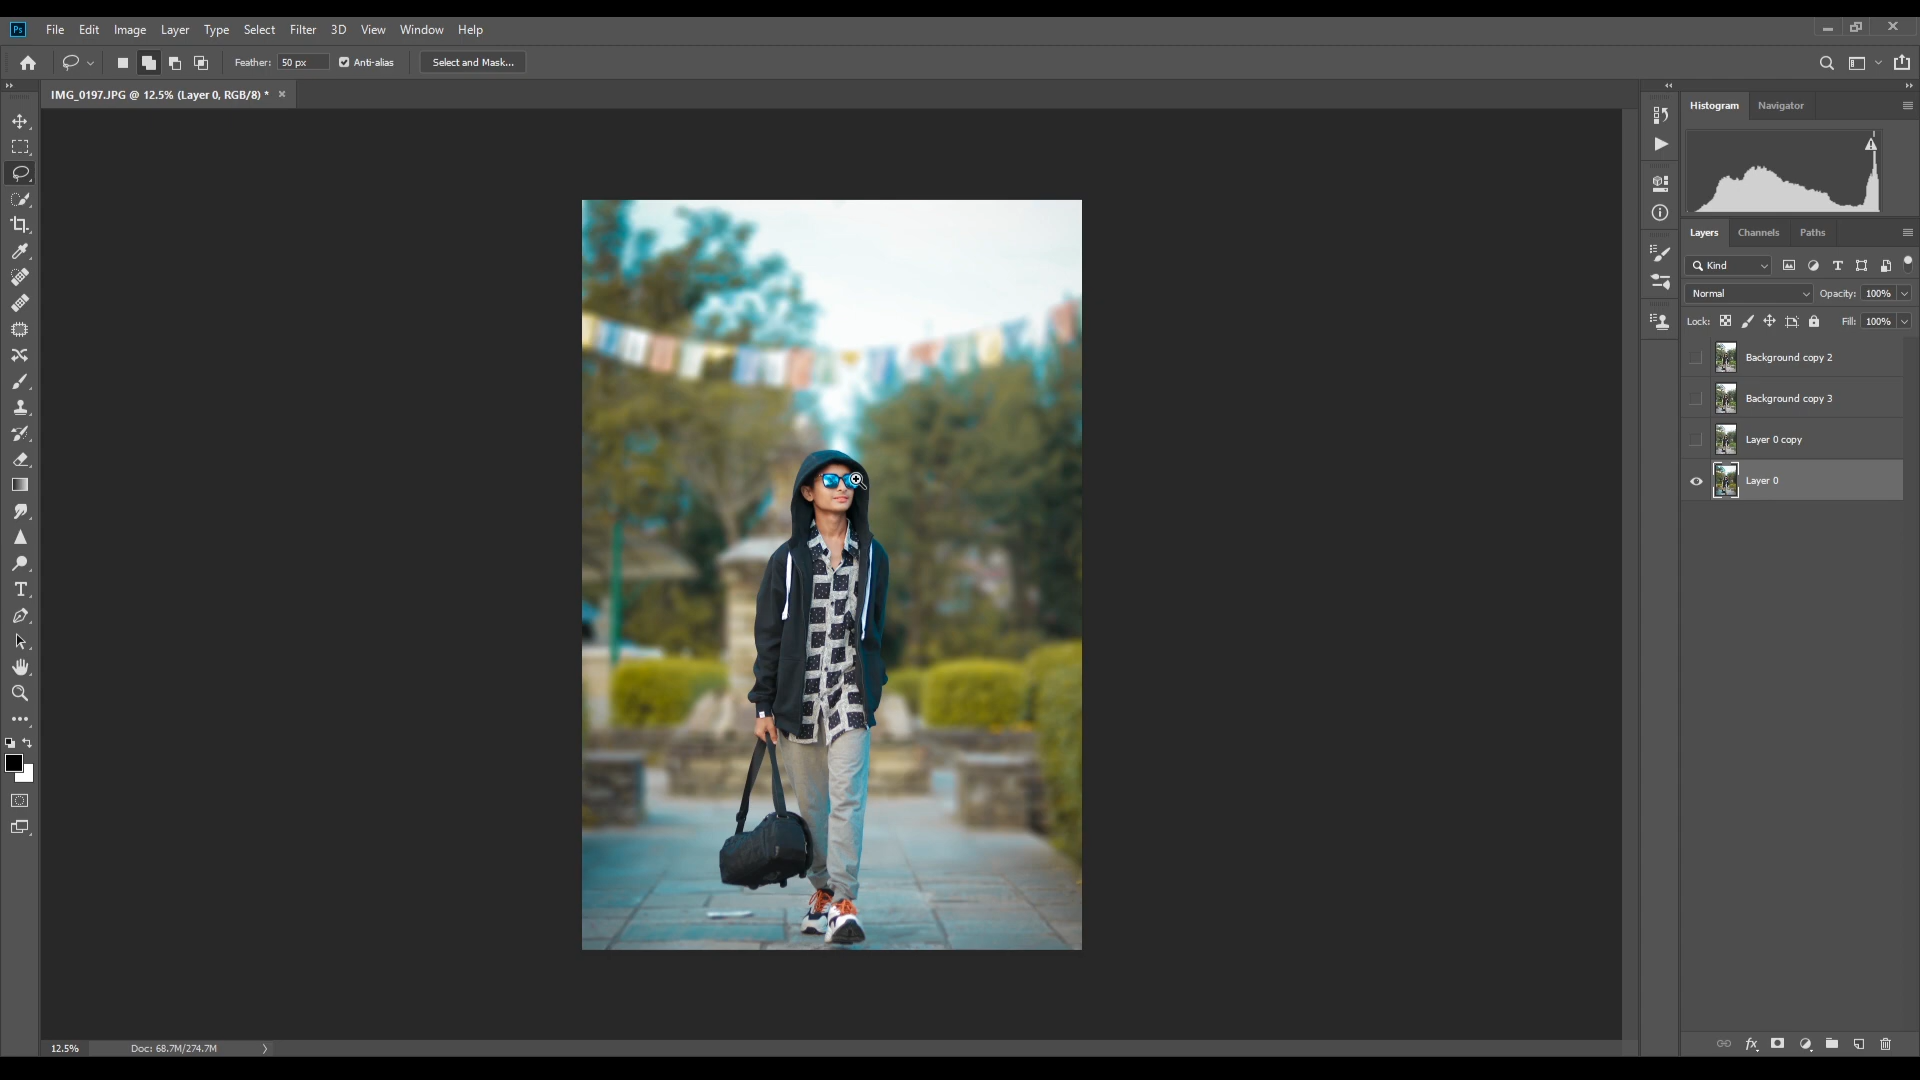 Ps File Edit Image Layer Type Select Filter 3D View Window Help
Feather: 50 px Anti-alias Select and Mask...
IMG_0197.JPG @ 12.5% (Layer 0, RGB/8) *
Histogram Navigator
Layers Channels Paths
Kind
Normal Opacity: 100%
Lock: Fill: 100%
Background copy 2
Background copy 3
Layer 0 copy
Layer 0
12.5% Doc: 68.7M/274.7M